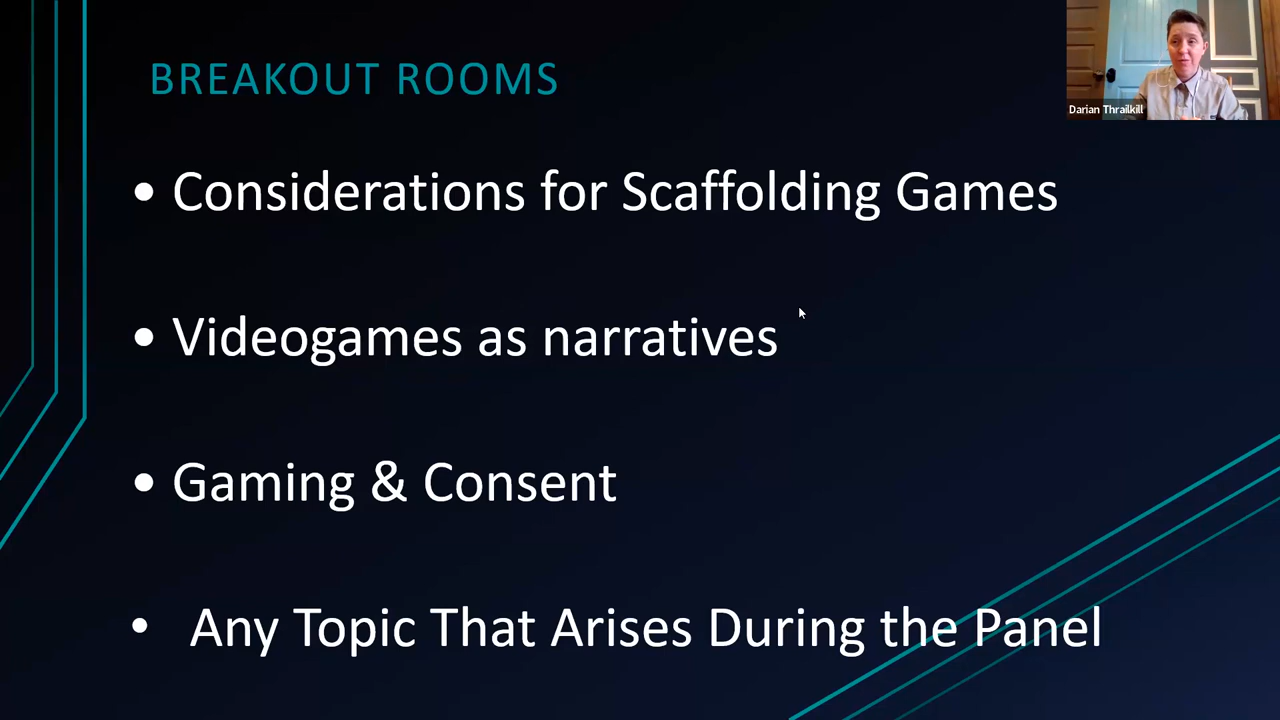 BREAKOUT ROOMS
Darian Thrailkill
• Considerations for Scaffolding Games
• Videogames as narratives
• Gaming & Consent
• Any Topic That Arises During the Panel